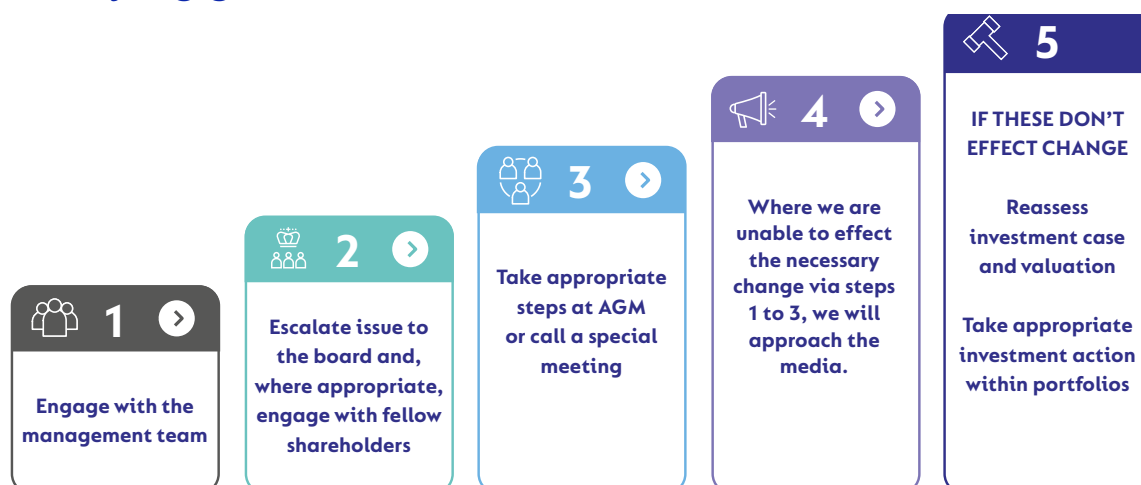 1
Engage with the
management team
2
Escalate issue to
the board and,
where appropriate,
engage with fellow
shareholders
3
Take appropriate
steps at AGM
or call a special
meeting
4
Where we are
unable to effect
the necessary
change via steps
1 to 3, we will
approach the
media.
5
IF THESE DON’T
EFFECT CHANGE
Reassess
investment case
and valuation
Take appropriate
investment action
within portfolios